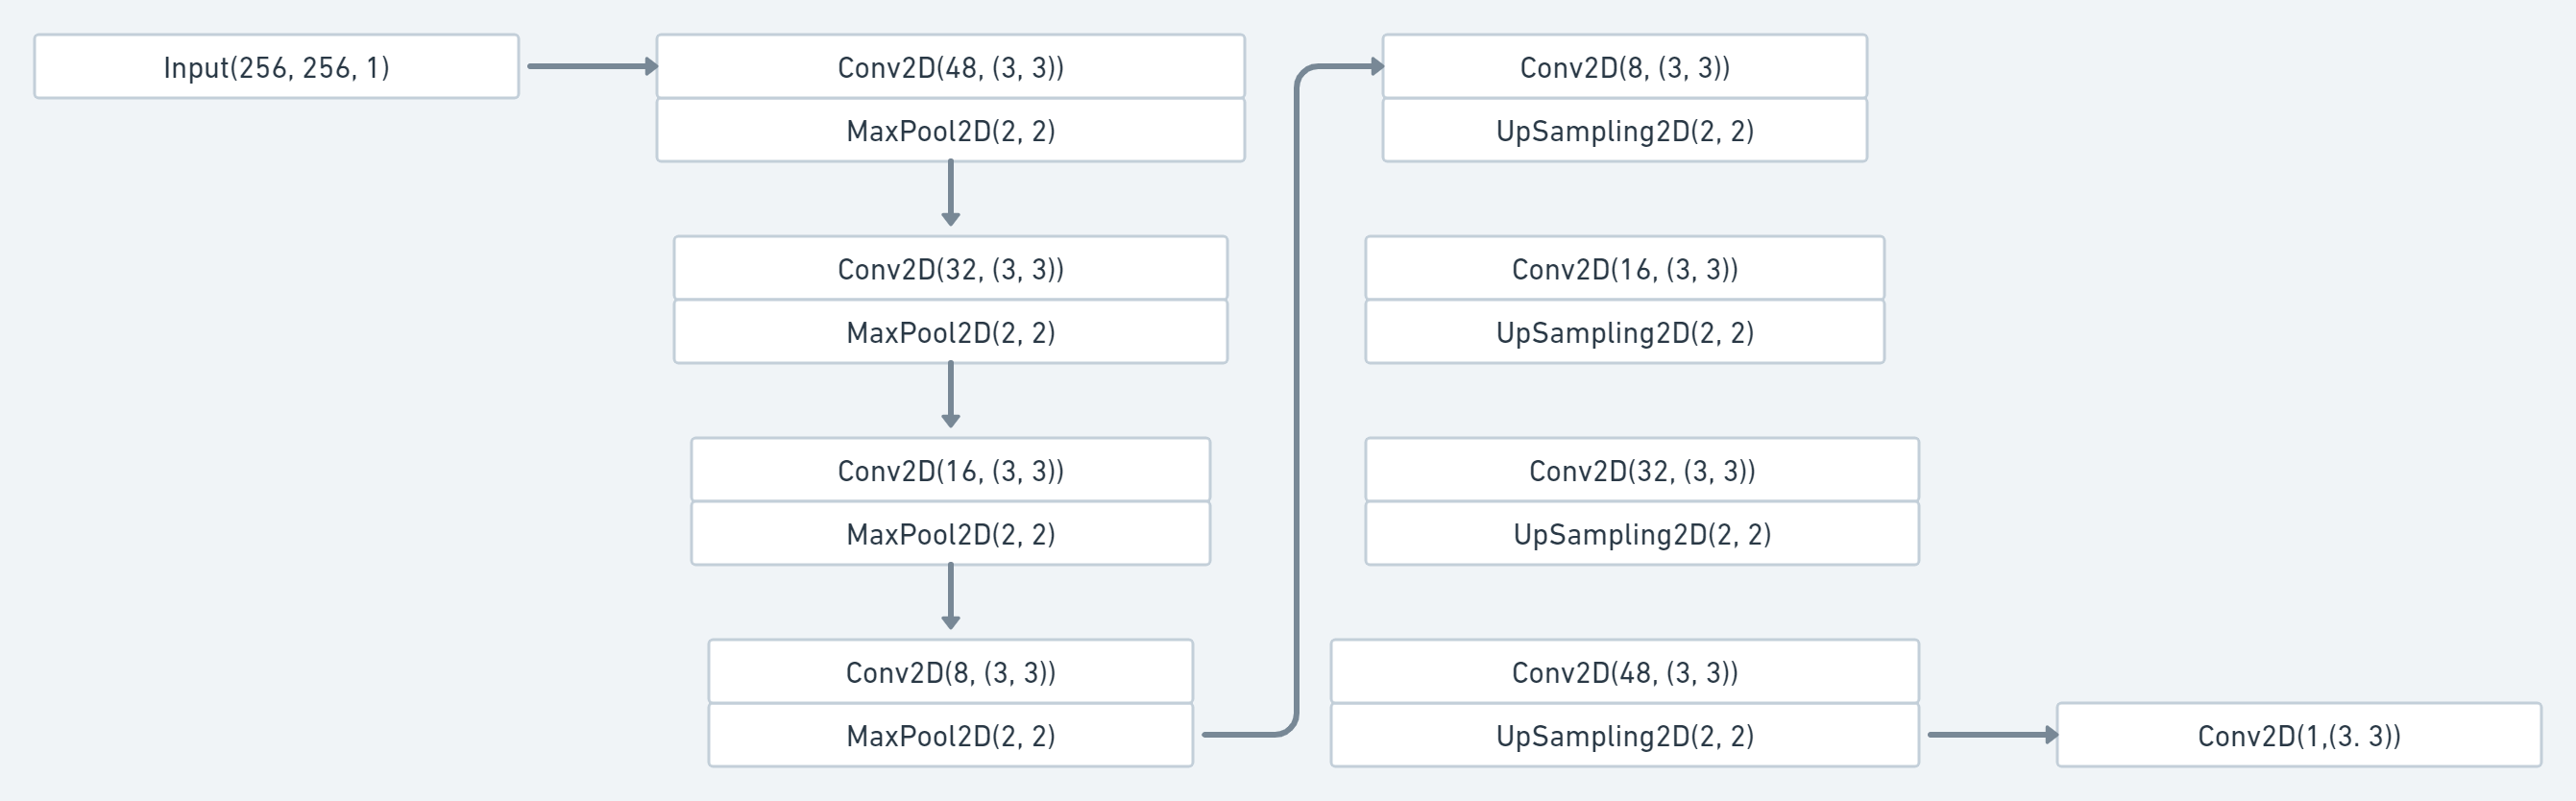 Input(256, 256, 1)
Conv2D(48, (3, 3))
MaxPool2D(2, 2)
Conv2D(32, (3, 3))
MaxPool2D(2, 2)
Conv2D(16, (3, 3))
MaxPool2D(2, 2)
Conv2D(8, (3, 3))
MaxPool2D(2, 2)
Conv2D(8, (3, 3))
UpSampling2D(2, 2)
Conv2D(16, (3, 3))
UpSampling2D(2, 2)
Conv2D(32, (3, 3))
UpSampling2D(2, 2)
Conv2D(48, (3, 3))
UpSampling2D(2, 2)
Conv2D(1,(3. 3))